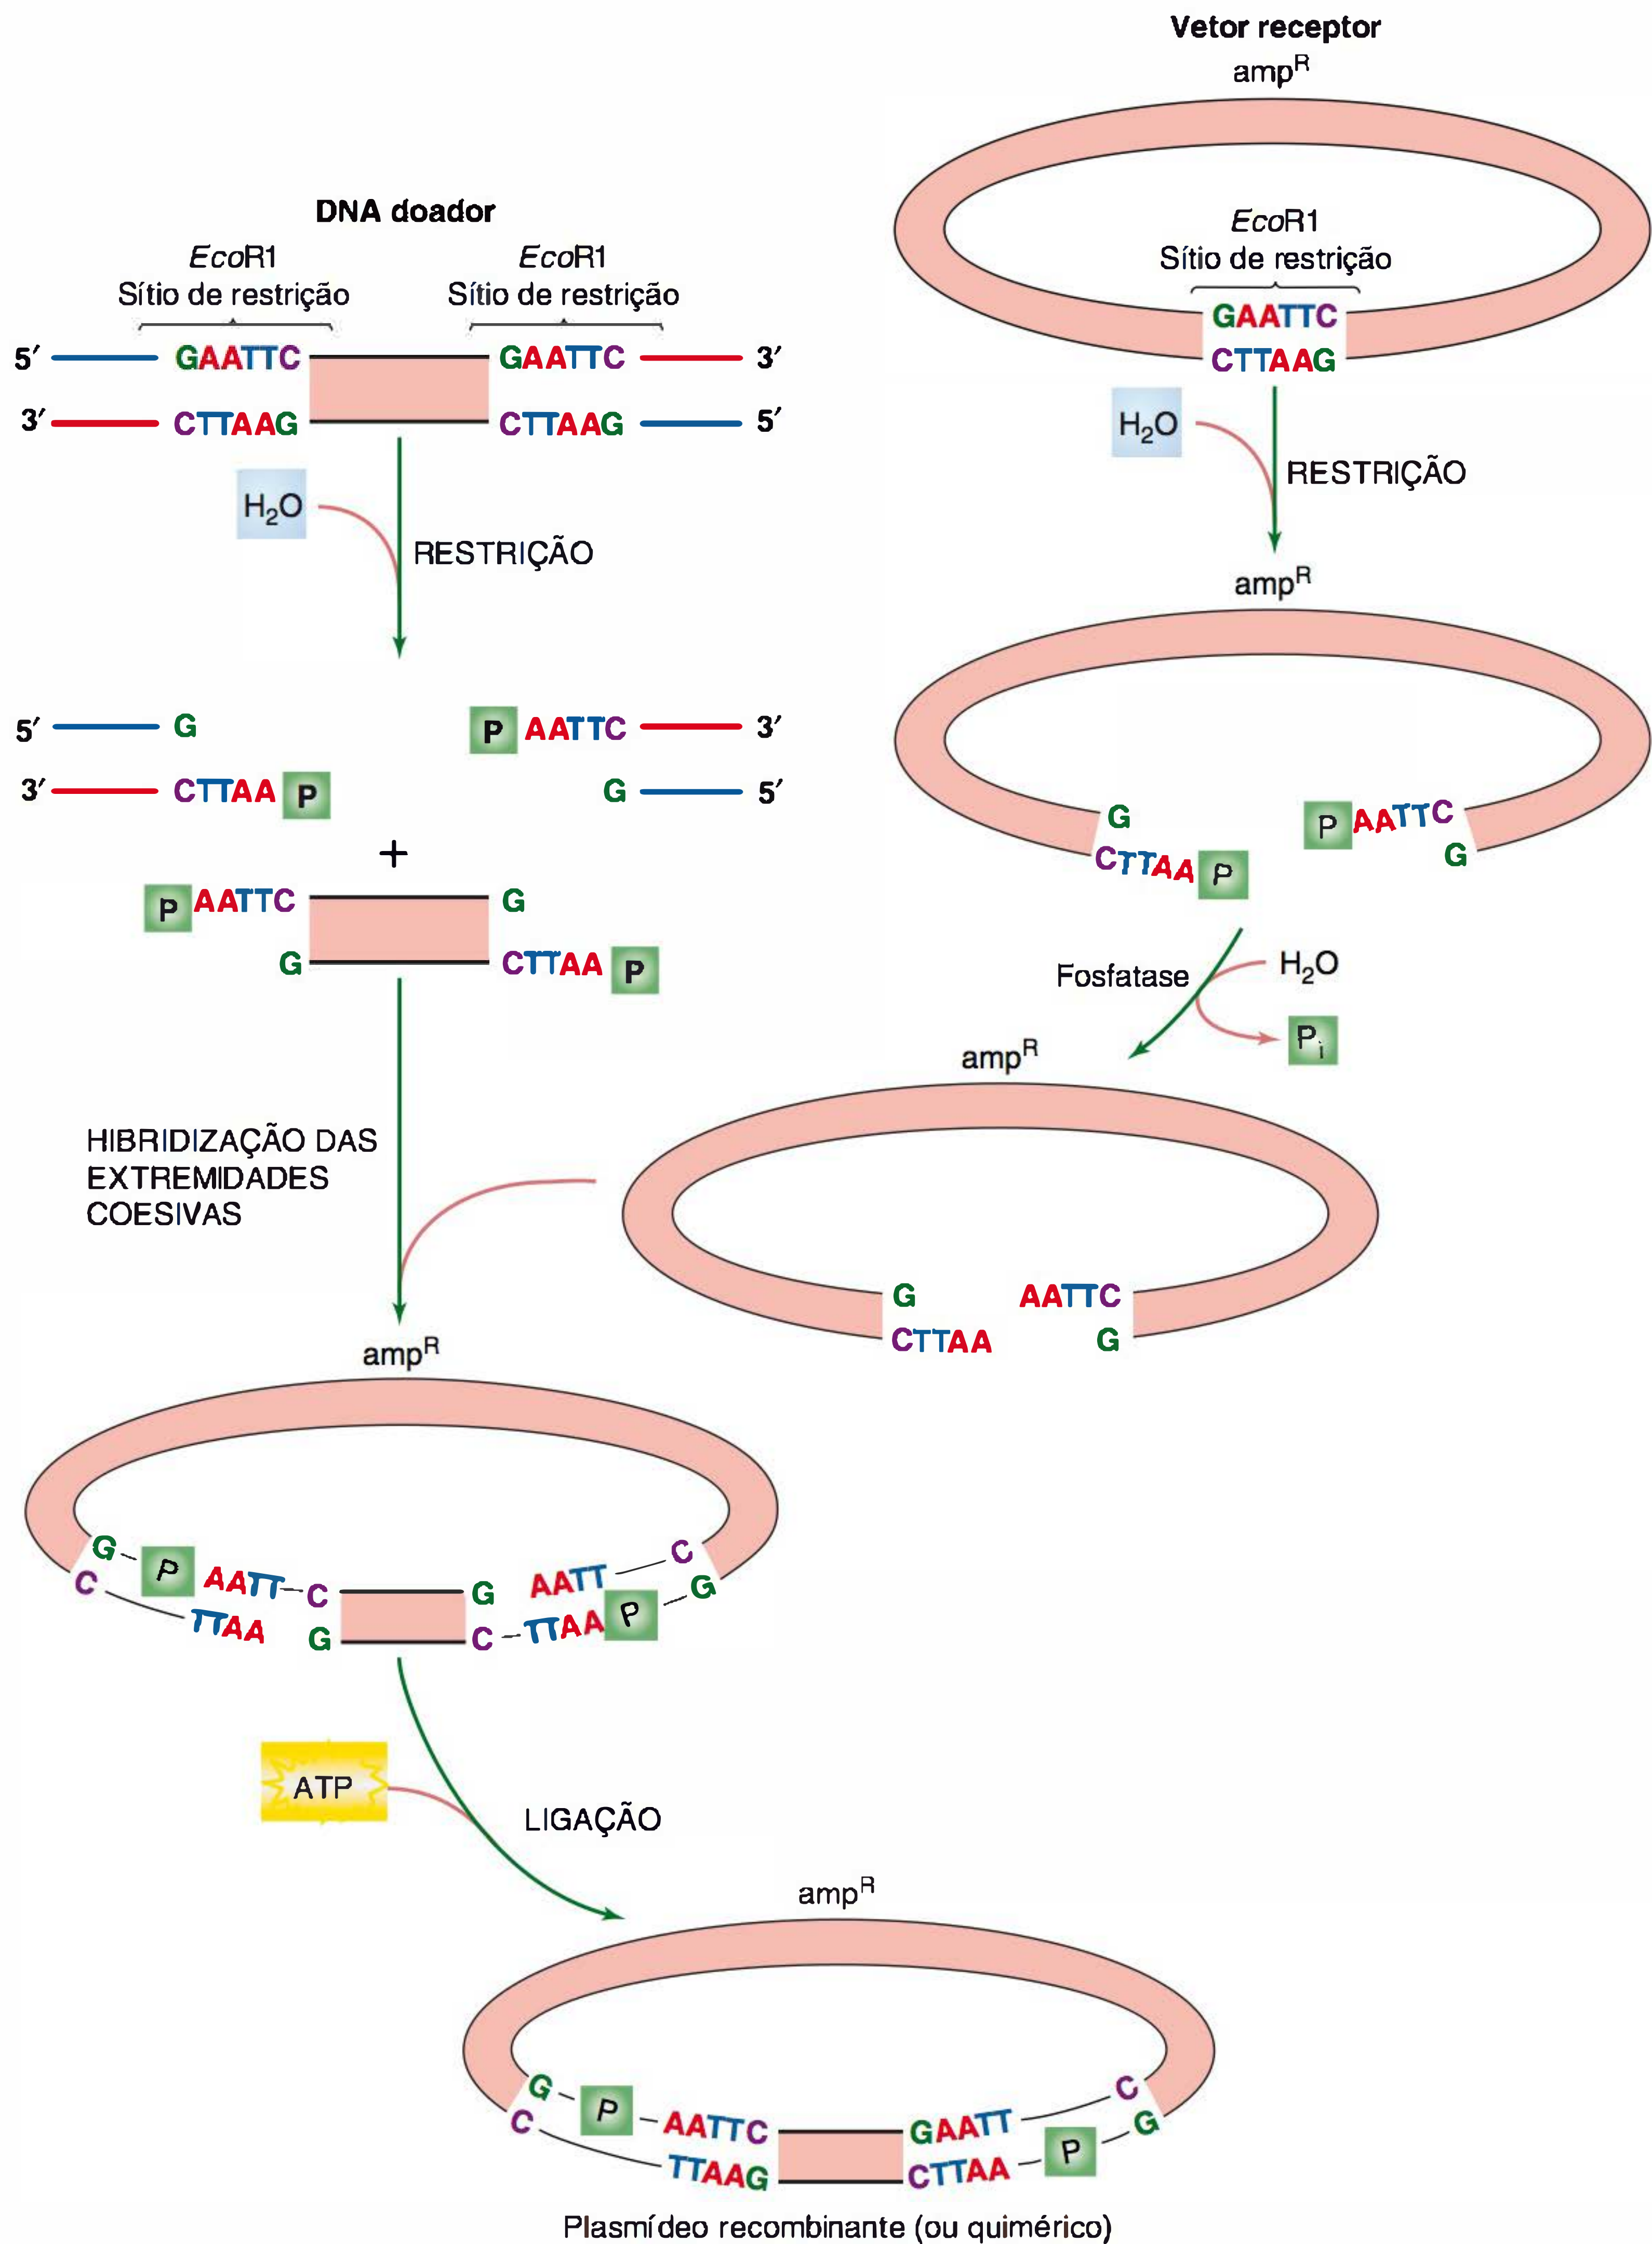 Vetor receptor
amp^R
EcoR1
Sítio de restrição
GAATTC
CTTAAG
H₂O
RESTRIÇÃO
DNA doador
EcoR1
Sítio de restrição
EcoR1
Sítio de restrição
5′ GAATTC GAATTC 3′
3′ CTTAAG CTTAAG 5′
H₂O
RESTRIÇÃO
amp^R
G P AATTC
CTTAA P G
5′ G P AATTC 3′
3′ CTTAA P G 5′
+
P AATTC G
G CTTAA P
Fosfatase
H₂O
Pi
amp^R
G AATTC
CTTAA G
HIBRIDIZAÇÃO DAS
EXTREMIDADES
COESIVAS
amp^R
G P AATT C G AATT C
C TTAA G C TTAA P G
ATP
LIGAÇÃO
amp^R
G P AATTC GAATT C
C TTAAG CTTAA P G
Plasmídeo recombinante (ou quimérico)